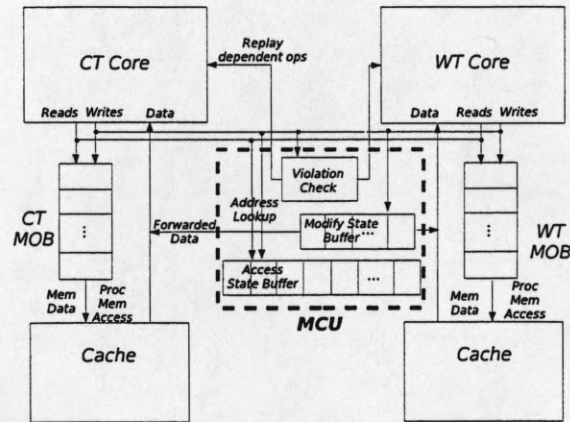 CT Core
Replay
dependent ops
WT Core
Reads Writes Data
Data Reads Writes
CT
MOB
Violation
Check
Address
Lookup
Forwarded
Data
Modify State
Buffer ...
WT
MOB
Access
State Buffer ...
Mem
Data
Proc
Mem
Access
MCU
Mem
Data
Proc
Mem
Access
Cache
Cache